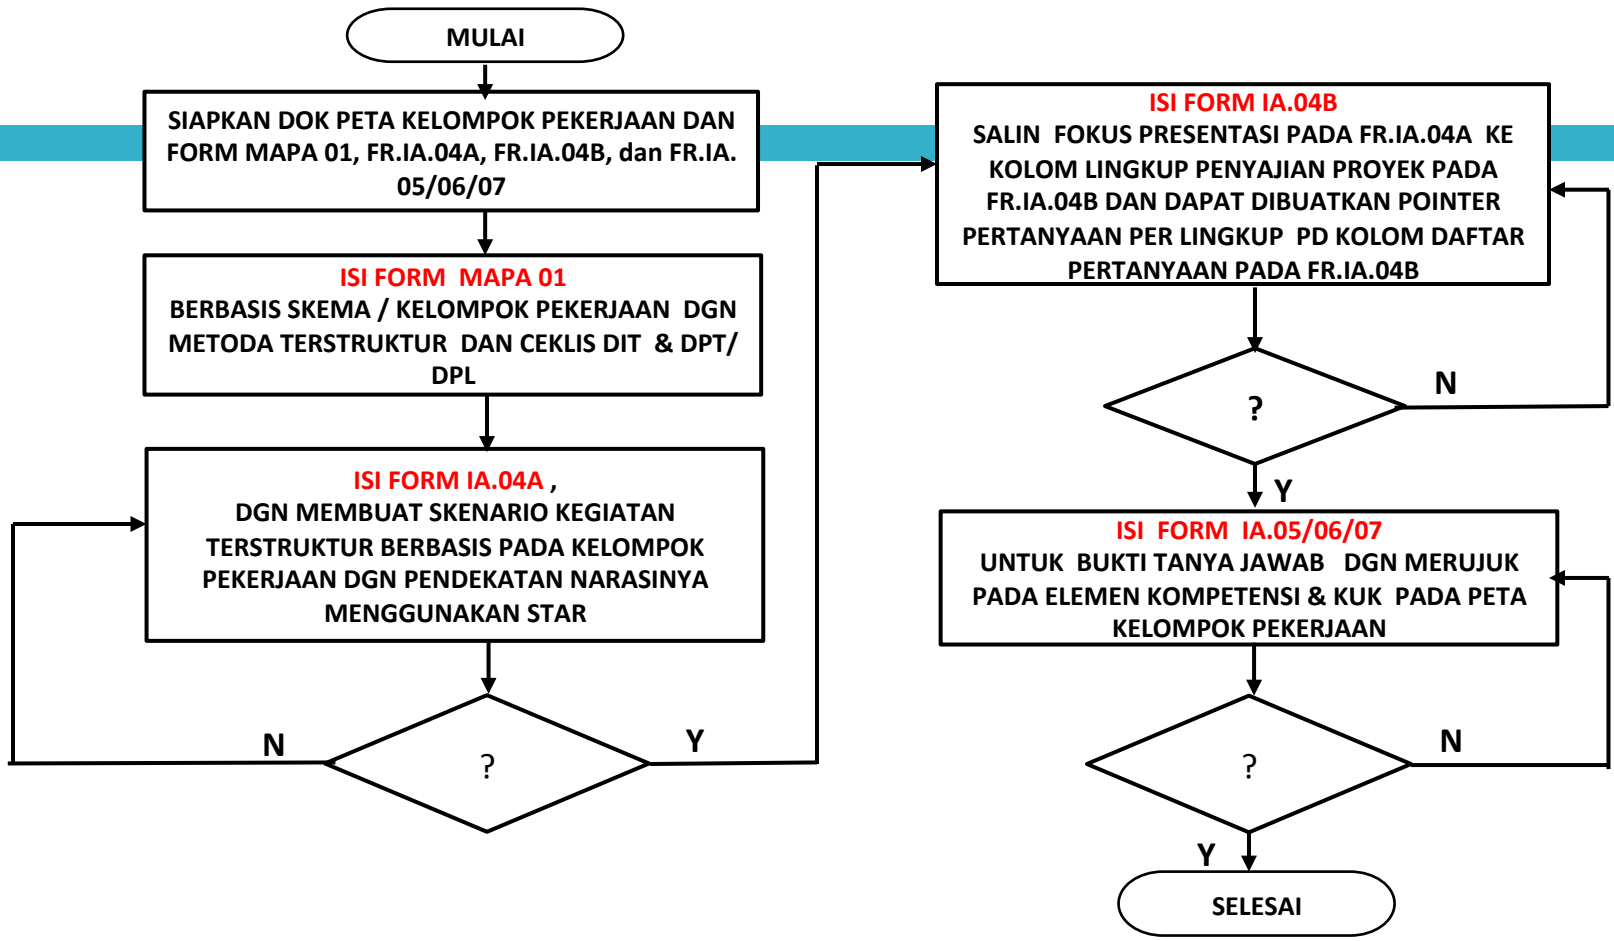 MULAI
SIAPKAN DOK PETA KELOMPOK PEKERJAAN DAN
FORM MAPA 01, FR.IA.04A, FR.IA.04B, dan FR.IA.
05/06/07
ISI FORM MAPA 01
BERBASIS SKEMA / KELOMPOK PEKERJAAN DGN
METODA TERSTRUKTUR DAN CEKLIS DIT & DPT/
DPL
ISI FORM IA.04A ,
DGN MEMBUAT SKENARIO KEGIATAN
TERSTRUKTUR BERBASIS PADA KELOMPOK
PEKERJAAN DGN PENDEKATAN NARASINYA
MENGGUNAKAN STAR
N
?
Y
ISI FORM IA.04B
SALIN FOKUS PRESENTASI PADA FR.IA.04A KE
KOLOM LINGKUP PENYAJIAN PROYEK PADA
FR.IA.04B DAN DAPAT DIBUATKAN POINTER
PERTANYAAN PER LINGKUP PD KOLOM DAFTAR
PERTANYAAN PADA FR.IA.04B
?
N
Y
ISI FORM IA.05/06/07
UNTUK BUKTI TANYA JAWAB DGN MERUJUK
PADA ELEMEN KOMPETENSI & KUK PADA PETA
KELOMPOK PEKERJAAN
?
N
Y
SELESAI